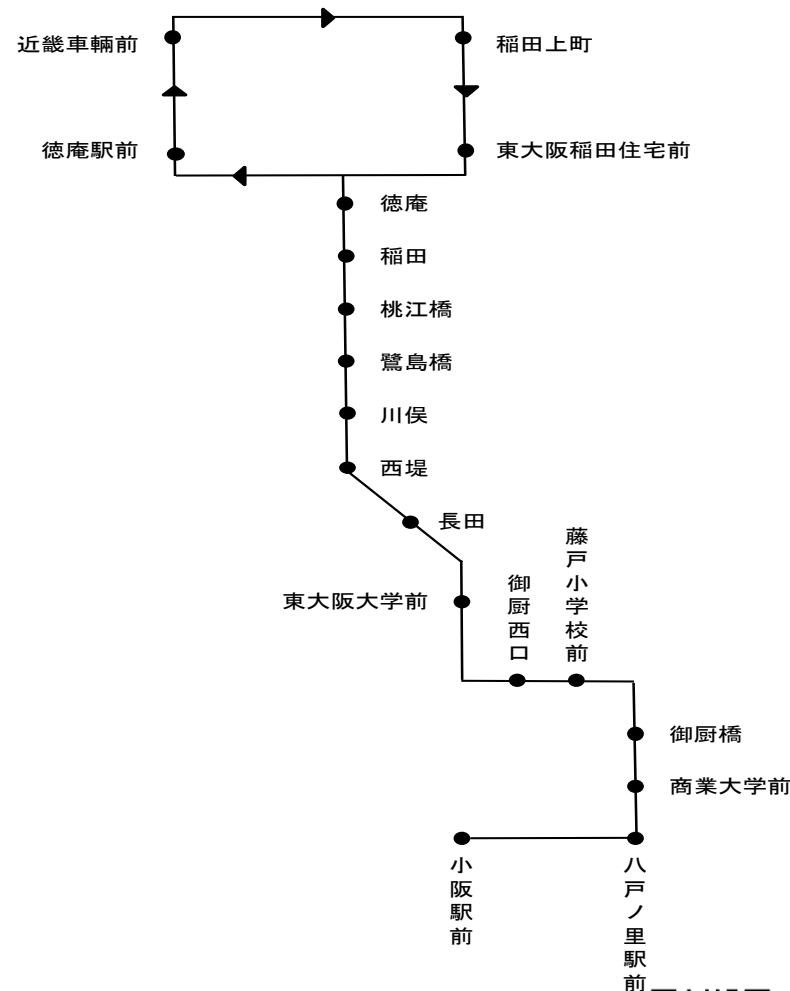 近畿車輛前
稲田上町
徳庵駅前
東大阪稲田住宅前
徳庵
稲田
桃江橋
鷺島橋
川俣
西堤
長田
東大阪大学前
御厨西口
藤戸小学校前
御厨橋
商業大学前
小阪駅前
八戸ノ里駅前